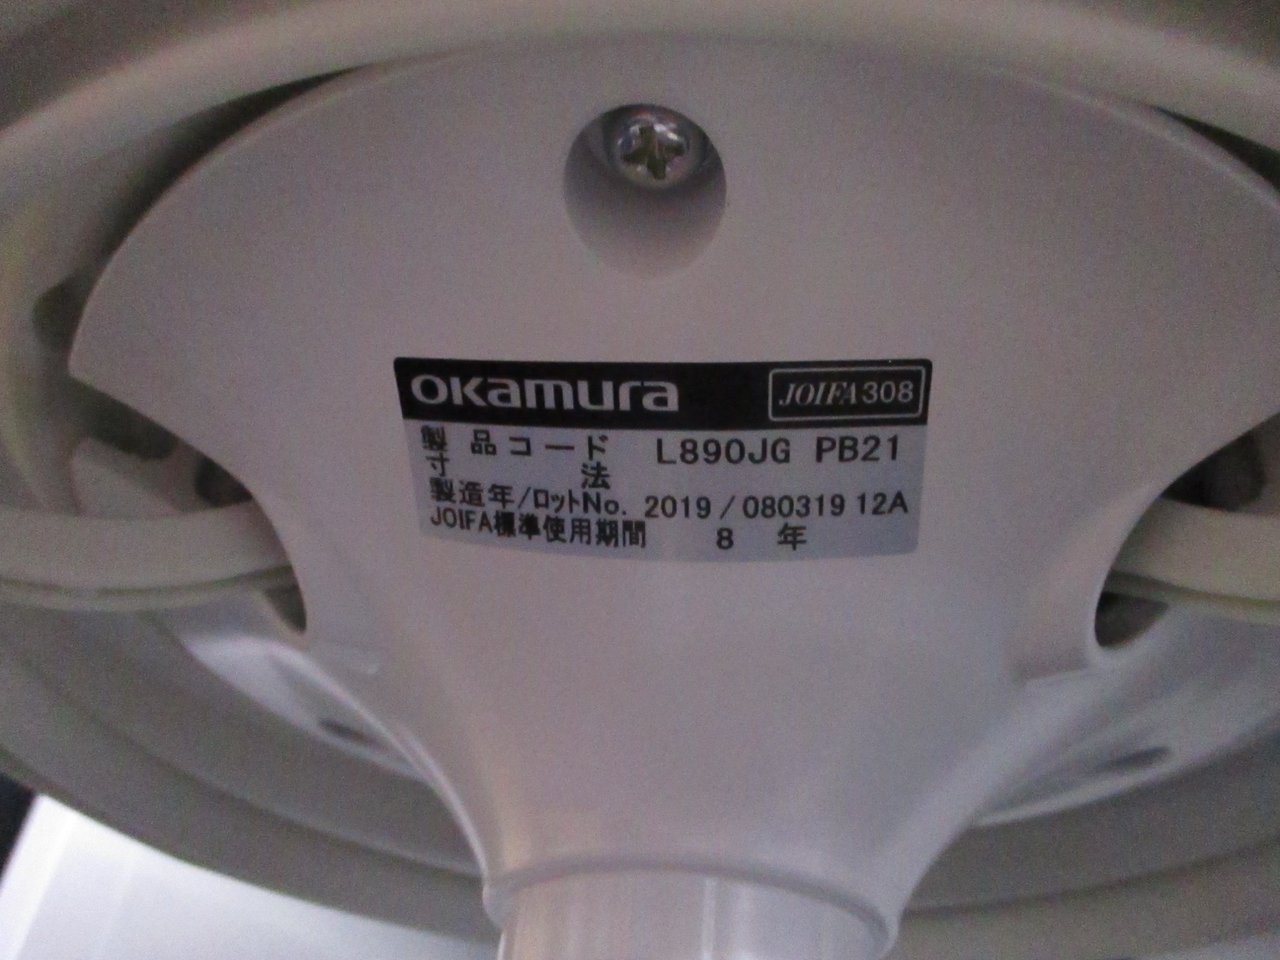 OKamura JOIFA308
製品コード L890JG PB21
寸法
製造年/ロットNo. 2019 / 080319 12A
JOIFA標準使用期間 8 年